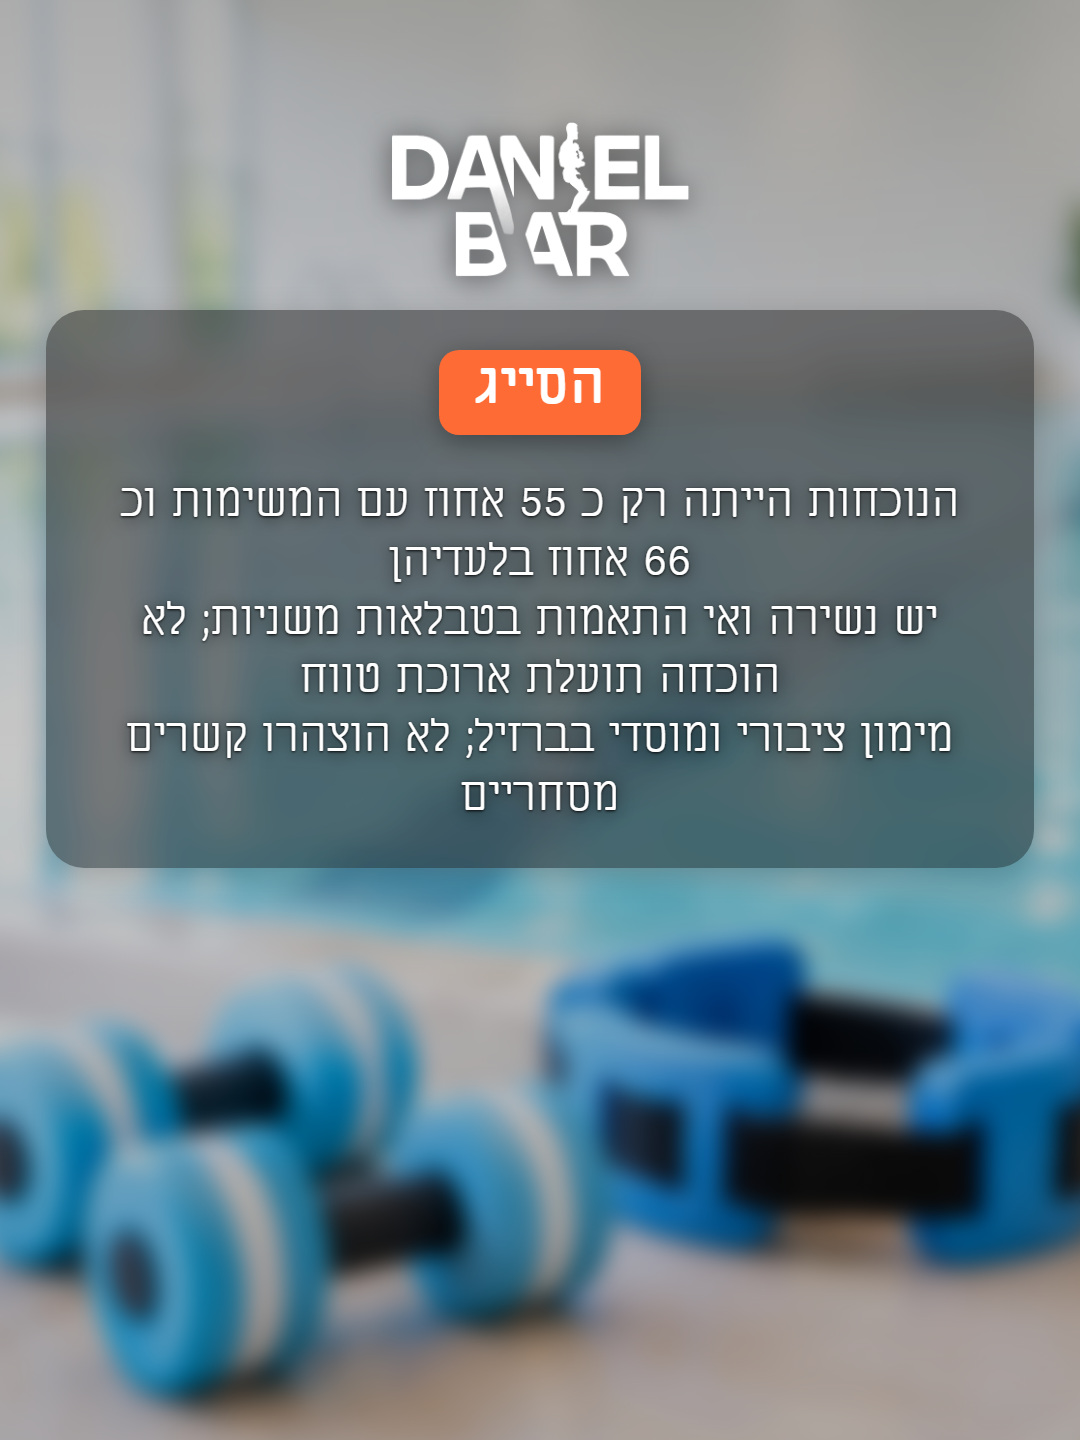 DANIEL
BAR
הסייג
הנוכחות הייתה רק כ 55 אחוז עם המשימות וכ
66 אחוז בלעדיהן
יש נשירה ואי התאמות בטבלאות משניות; לא
הוכחה תועלת ארוכת טווח
מימון ציבורי ומוסדי בברזיל; לא הוצהרו קשרים
מסחריים